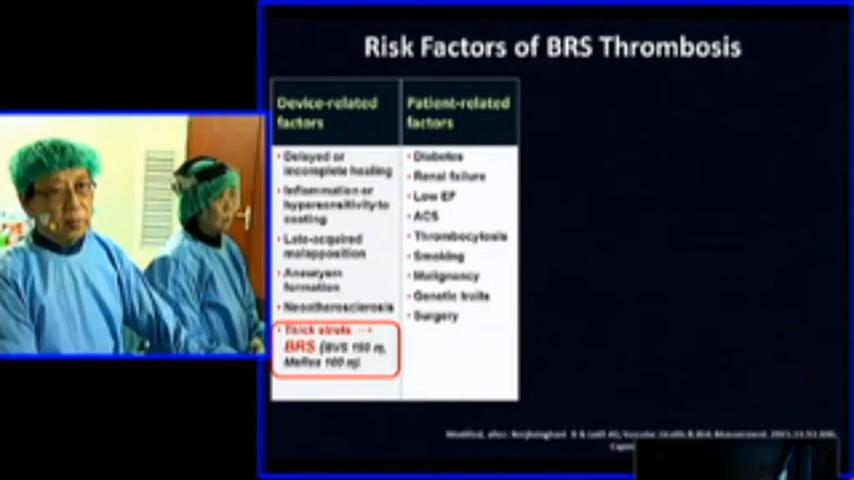 Risk Factors of BRS Thrombosis
Device-related
factors
Patient-related
factors
• Delayed or
incomplete healing
• Inflammation or
hypersensitivity to
coating
• Late-acquired
malapposition
• Aneurysm
formation
• Neoatherosclerosis
• Thick struts →
BRS (BVS 150
• Diabetes
• Renal failure
• Low EF
• ACS
• Thrombocytosis
• Smoking
• Malignancy
• Genetic traits
• Surgery